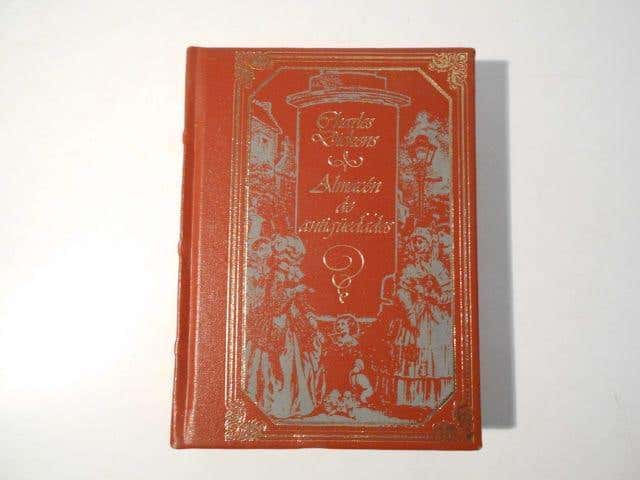 Charles
Dickens
Almacén
de
antigüedades